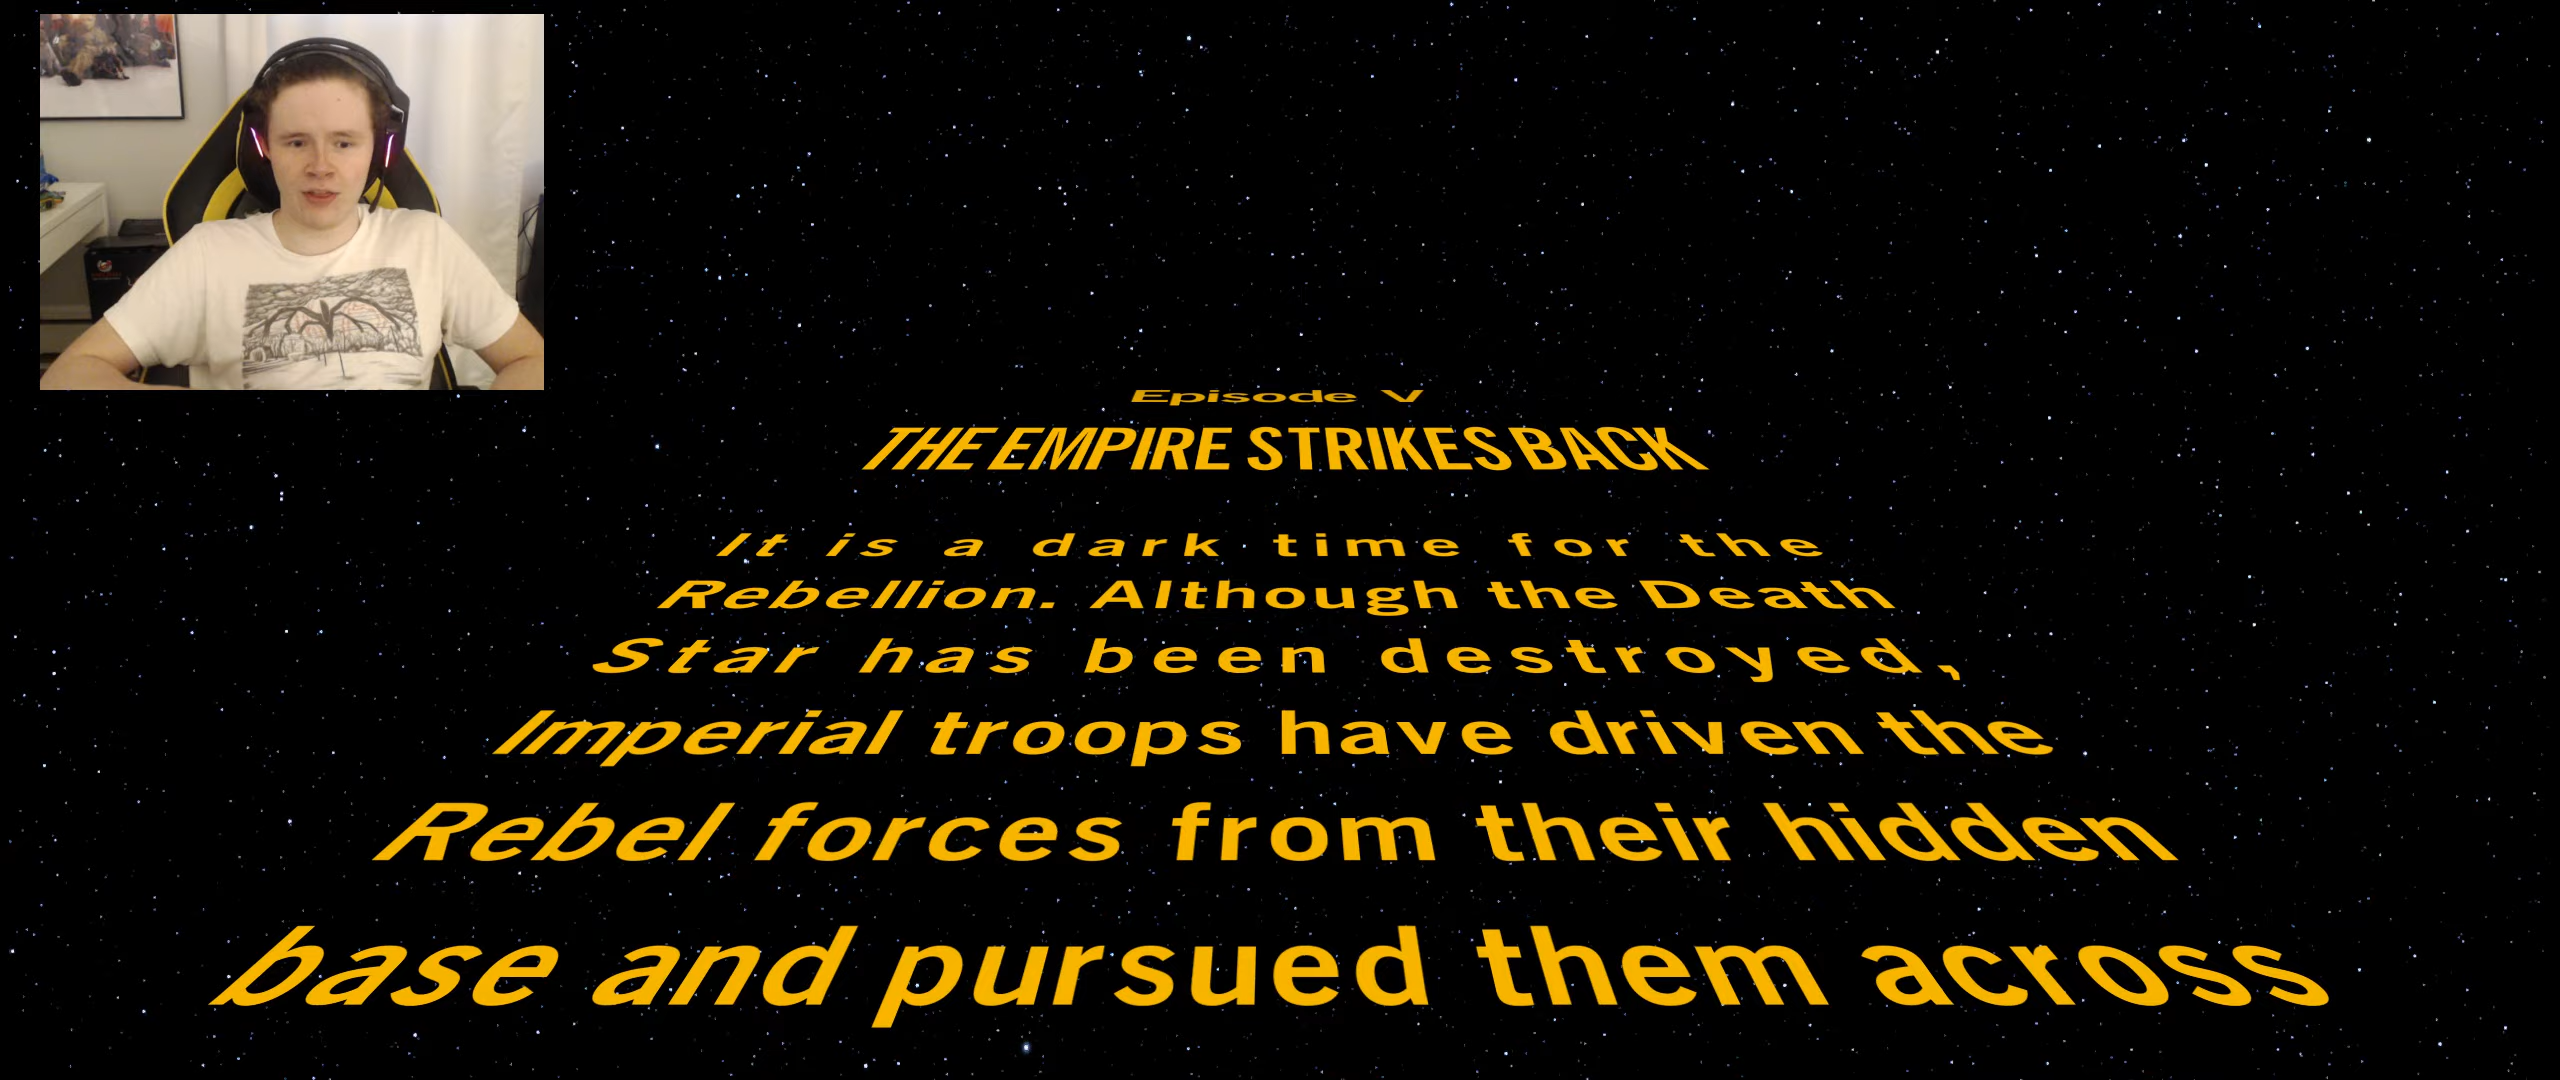 Episode V
THE EMPIRE STRIKES BACK
It is a dark time for the
Rebellion. Although the Death
Star has been destroyed,
Imperial troops have driven the
Rebel forces from their hidden
base and pursued them across